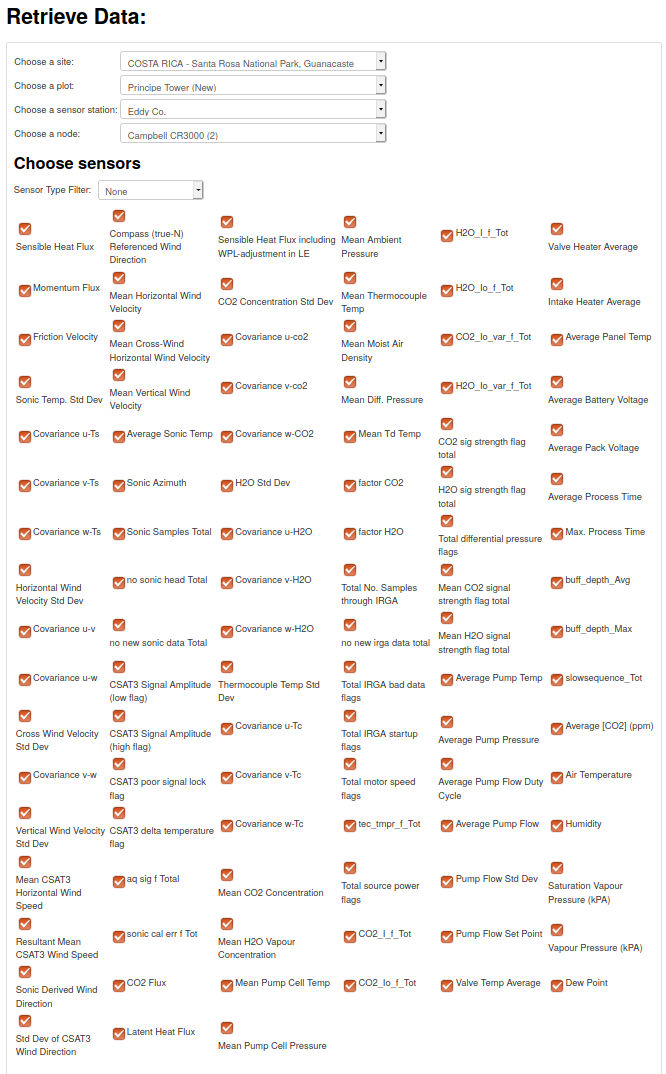 Retrieve Data:
Choose a site:
COSTA RICA - Santa Rosa National Park, Guanacaste
Choose a plot:
Principe Tower (New)
Choose a sensor station:
Eddy Co.
Choose a node:
Campbell CR3000 (2)
Choose sensors
Sensor Type Filter:
None
Sensible Heat Flux
Momentum Flux
Friction Velocity
Sonic Temp. Std Dev
Covariance u-Ts
Covariance v-Ts
Covariance w-Ts
Horizontal Wind
Velocity Std Dev
Covariance u-v
Covariance u-w
Cross Wind Velocity
Std Dev
Covariance v-w
Vertical Wind Velocity
Std Dev
Mean CSAT3
Horizontal Wind
Speed
Resultant Mean
CSAT3 Wind Speed
Sonic Derived Wind
Direction
Std Dev of CSAT3
Wind Direction
Compass (true-N)
Referenced Wind
Direction
Mean Horizontal Wind
Velocity
Mean Cross-Wind
Horizontal Wind Velocity
Mean Vertical Wind
Velocity
Average Sonic Temp
Sonic Azimuth
Sonic Samples Total
no sonic head Total
no new sonic data Total
CSAT3 Signal Amplitude
(low flag)
CSAT3 Signal Amplitude
(high flag)
CSAT3 poor signal lock
flag
CSAT3 delta temperature
flag
aq sig f Total
sonic cal err f Tot
CO2 Flux
Latent Heat Flux
Sensible Heat Flux including
WPL-adjustment in LE
CO2 Concentration Std Dev
Covariance u-co2
Covariance v-co2
Covariance w-CO2
H2O Std Dev
Covariance u-H2O
Covariance v-H2O
Covariance w-H2O
Thermocouple Temp Std
Dev
Covariance u-Tc
Covariance v-Tc
Covariance w-Tc
Mean CO2 Concentration
Mean H2O Vapour
Concentration
Mean Pump Cell Temp
Mean Pump Cell Pressure
Mean Ambient
Pressure
Mean Thermocouple
Temp
Mean Moist Air
Density
Mean Diff. Pressure
Mean Td Temp
factor CO2
factor H2O
Total No. Samples
through IRGA
no new irga data total
Total IRGA bad data
flags
Total IRGA startup
flags
Total motor speed
flags
tec_tmpr_f_Tot
Total source power
flags
CO2_I_f_Tot
CO2_Io_f_Tot
H2O_I_f_Tot
H2O_Io_f_Tot
CO2_Io_var_f_Tot
H2O_Io_var_f_Tot
CO2 sig strength flag
total
H2O sig strength flag
total
Total differential pressure
flags
Mean CO2 signal
strength flag total
Mean H2O signal
strength flag total
Average Pump Temp
Average Pump Pressure
Average Pump Flow Duty
Cycle
Average Pump Flow
Pump Flow Std Dev
Pump Flow Set Point
Valve Temp Average
Valve Heater Average
Intake Heater Average
Average Panel Temp
Average Battery Voltage
Average Pack Voltage
Average Process Time
Max. Process Time
buff_depth_Avg
buff_depth_Max
slowsequence_Tot
Average [CO2] (ppm)
Air Temperature
Humidity
Saturation Vapour
Pressure (kPA)
Vapour Pressure (kPA)
Dew Point